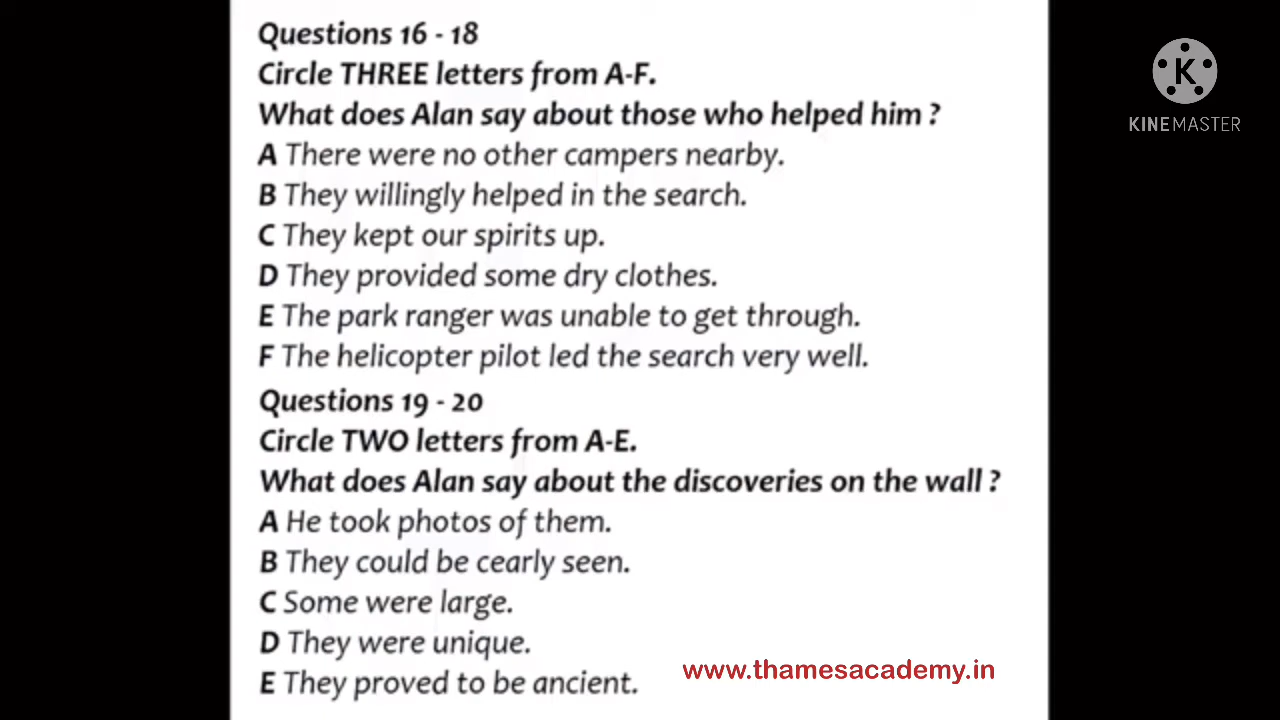 Questions 16 - 18
Circle THREE letters from A-F.
What does Alan say about those who helped him ?
A There were no other campers nearby.
B They willingly helped in the search.
C They kept our spirits up.
D They provided some dry clothes.
E The park ranger was unable to get through.
F The helicopter pilot led the search very well.
Questions 19 - 20
Circle TWO letters from A-E.
What does Alan say about the discoveries on the wall ?
A He took photos of them.
B They could be cearly seen.
C Some were large.
D They were unique.
E They proved to be ancient.
www.thamesacademy.in
K
KINEMASTER